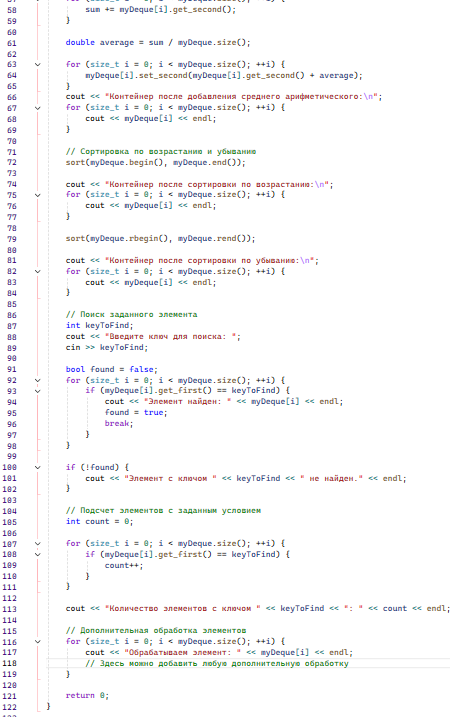 58 sum += myDeque[i].get_second();
59 }
60
61 double average = sum / myDeque.size();
62
63 for (size_t i = 0; i < myDeque.size(); ++i) {
64 myDeque[i].set_second(myDeque[i].get_second() + average);
65 }
66 cout << "Контейнер после добавления среднего арифметического:\n";
67 for (size_t i = 0; i < myDeque.size(); ++i) {
68 cout << myDeque[i] << endl;
69 }
70
71 // Сортировка по возрастанию и убыванию
72 sort(myDeque.begin(), myDeque.end());
73
74 cout << "Контейнер после сортировки по возрастанию:\n";
75 for (size_t i = 0; i < myDeque.size(); ++i) {
76 cout << myDeque[i] << endl;
77 }
78
79 sort(myDeque.rbegin(), myDeque.rend());
80
81 cout << "Контейнер после сортировки по убыванию:\n";
82 for (size_t i = 0; i < myDeque.size(); ++i) {
83 cout << myDeque[i] << endl;
84 }
85
86 // Поиск заданного элемента
87 int keyToFind;
88 cout << "Введите ключ для поиска: ";
89 cin >> keyToFind;
90
91 bool found = false;
92 for (size_t i = 0; i < myDeque.size(); ++i) {
93 if (myDeque[i].get_first() == keyToFind) {
94 cout << "Элемент найден: " << myDeque[i] << endl;
95 found = true;
96 break;
97 }
98 }
99
100 if (!found) {
101 cout << "Элемент с ключом " << keyToFind << " не найден." << endl;
102 }
103
104 // Подсчет элементов с заданным условием
105 int count = 0;
106
107 for (size_t i = 0; i < myDeque.size(); ++i) {
108 if (myDeque[i].get_first() == keyToFind) {
109 count++;
110 }
111 }
112
113 cout << "Количество элементов с ключом " << keyToFind << ": " << count << endl;
114
115 // Дополнительная обработка элементов
116 for (size_t i = 0; i < myDeque.size(); ++i) {
117 cout << "Обрабатываем элемент: " << myDeque[i] << endl;
118 // Здесь можно добавить любую дополнительную обработку
119 }
120
121 return 0;
122 }